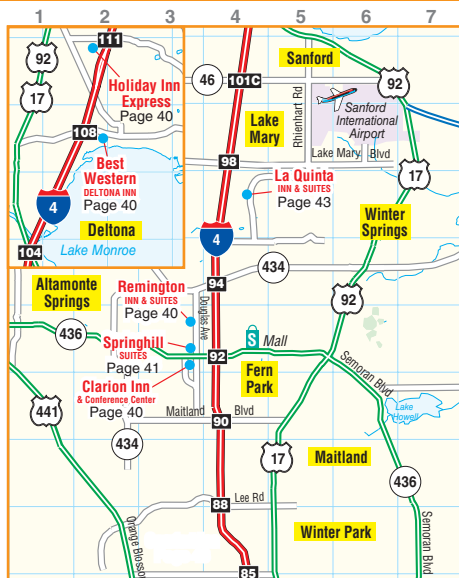 1 2 3 4 5 6 7
111
92
Holiday Inn
Express
Page 40
17
108
Best
Western
DELTONA INN
Page 40
4
Deltona
104
Lake Monroe
Sanford
46
101C
92
Rhienhart Rd
Sanford
International
Airport
Lake
Mary
Lake Mary Blvd
98
La Quinta
INN & SUITES
Page 43
17
Winter
Springs
4
434
94
Altamonte
Springs
Remington
INN & SUITES
Page 40
Douglas Ave
92
436
Springhill
SUITES
Page 41
92
S Mall
Semoran Blvd
Clarion Inn
& Conference Center
Page 40
Fern
Park
441
Maitland Blvd
90
Lake
Howell
434
17
Maitland
436
88
Lee Rd
Orange Blosso
Winter Park
Semoran Blvd
85